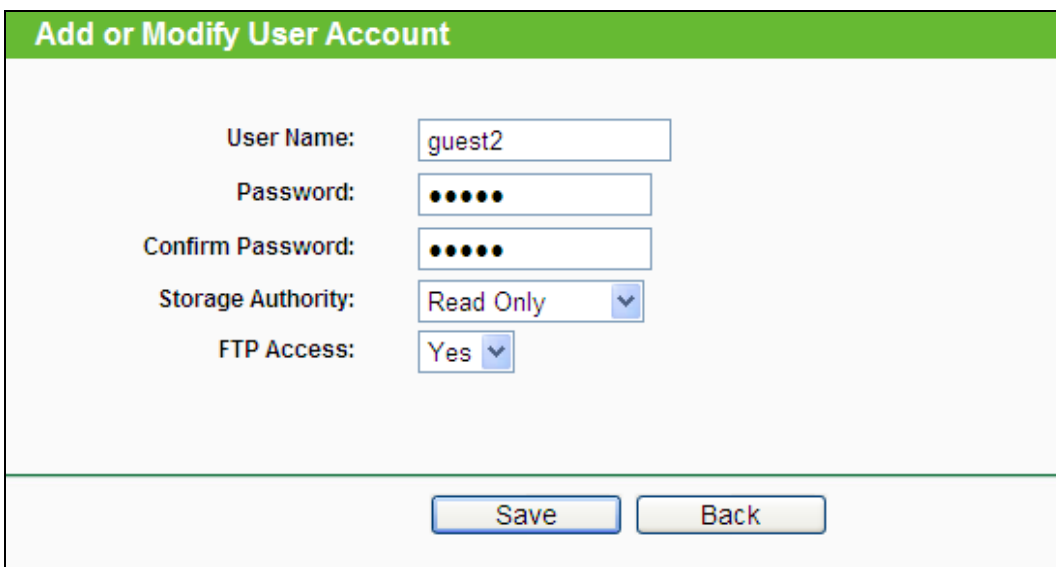 Add or Modify User Account
User Name: guest2
Password: •••••
Confirm Password: •••••
Storage Authority: Read Only
FTP Access: Yes
Save Back